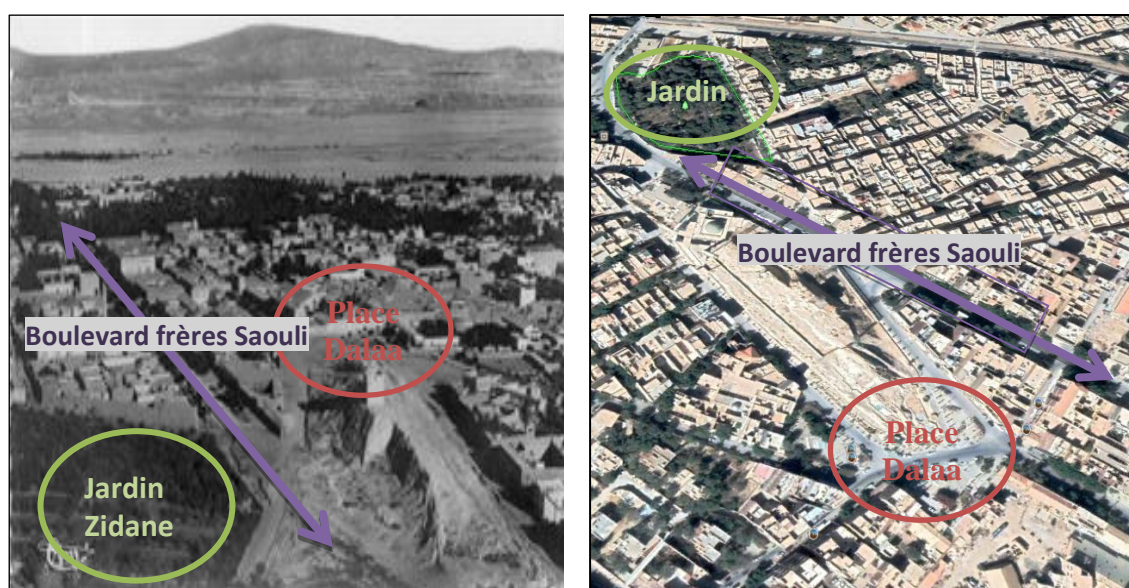 Place
Dalaa
Boulevard frères Saouli
Jardin
Zidane
Jardin
Boulevard frères Saouli
Place
Dalaa